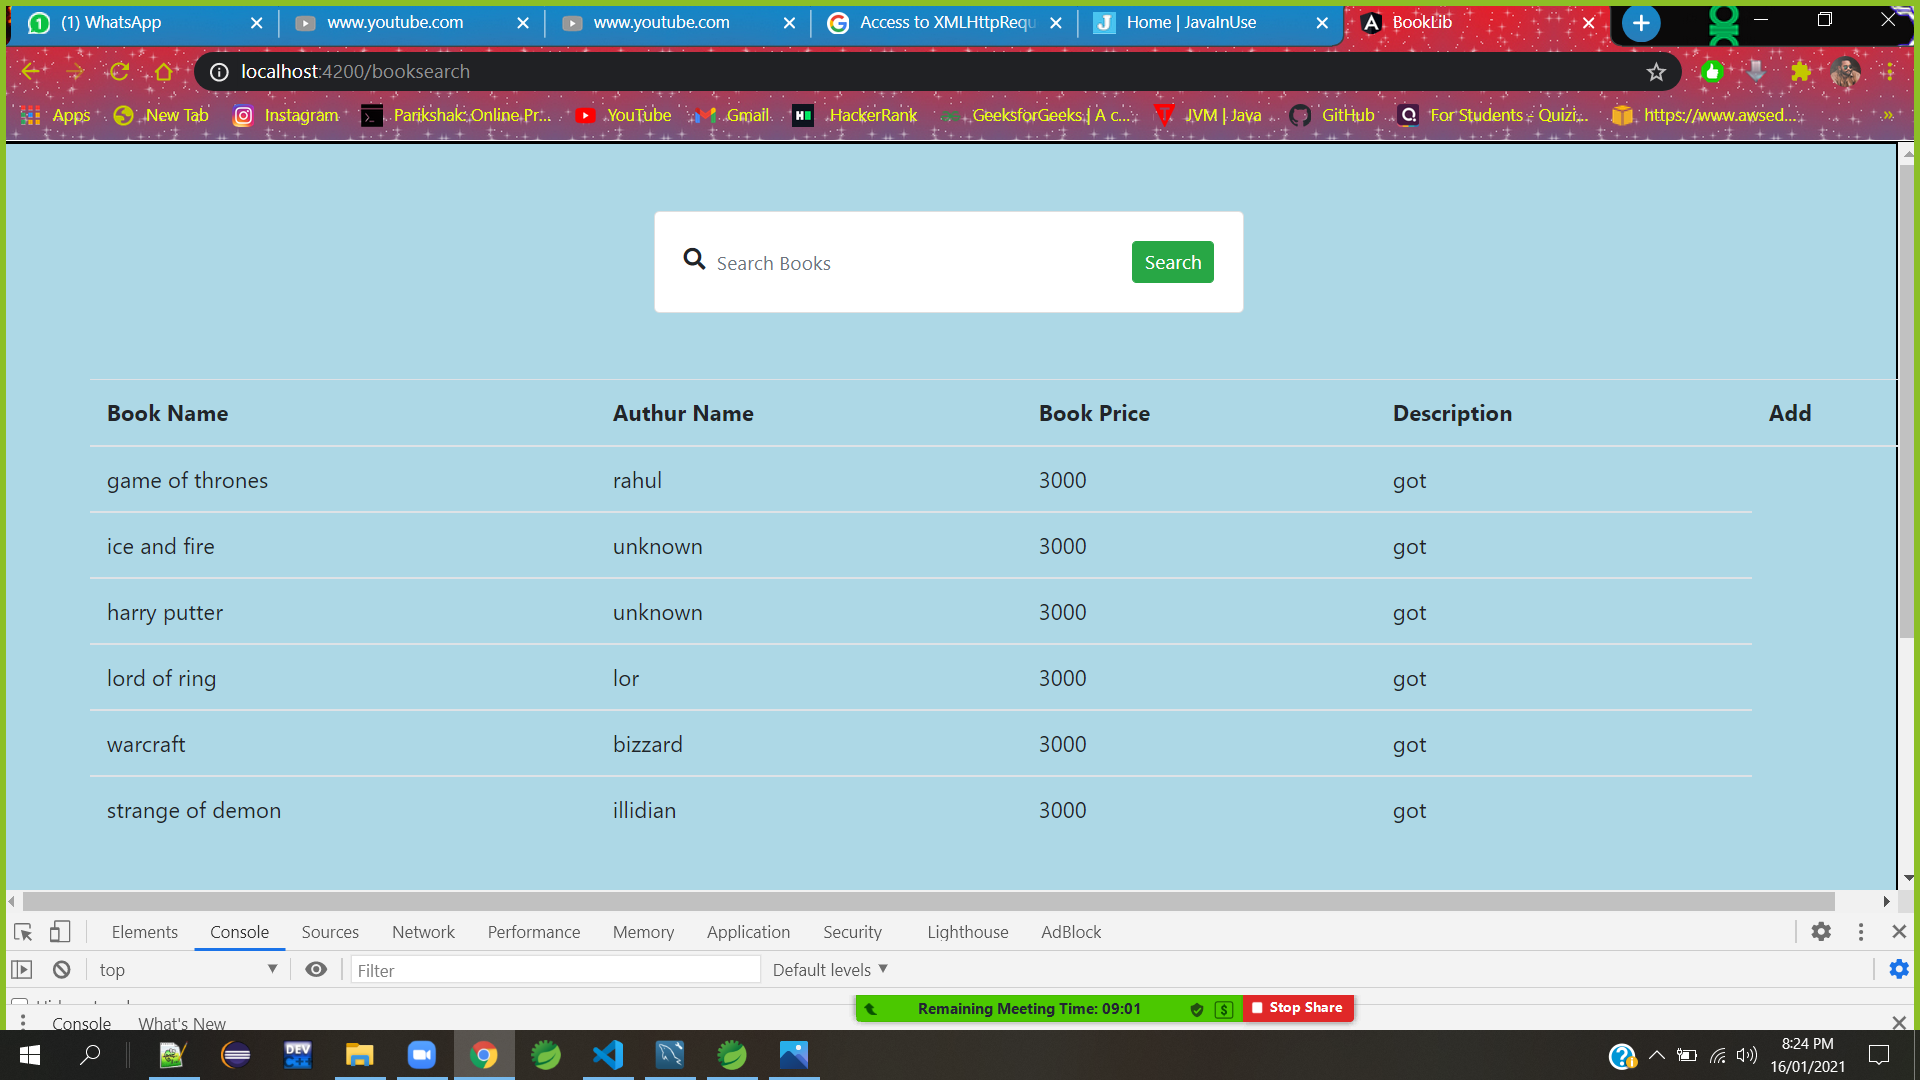 (1) WhatsApp
www.youtube.com
www.youtube.com
Access to XMLHttpRequ
Home | JavaInUse
BookLib
localhost:4200/booksearch
Apps
New Tab
Instagram
Parikshak: Online Pr...
YouTube
Gmail
HackerRank
GeeksforGeeks | A c...
JVM | Java
GitHub
For Students - Quizi...
https://www.awsed...
»
Search Books
Search
Book Name Authur Name Book Price Description Add
game of thrones rahul 3000 got
ice and fire unknown 3000 got
harry putter unknown 3000 got
lord of ring lor 3000 got
warcraft bizzard 3000 got
strange of demon illidian 3000 got
Elements Console Sources Network Performance Memory Application Security Lighthouse AdBlock
top
Filter
Default levels
Remaining Meeting Time: 09:01
Stop Share
Console What's New
DEV
8:24 PM
16/01/2021